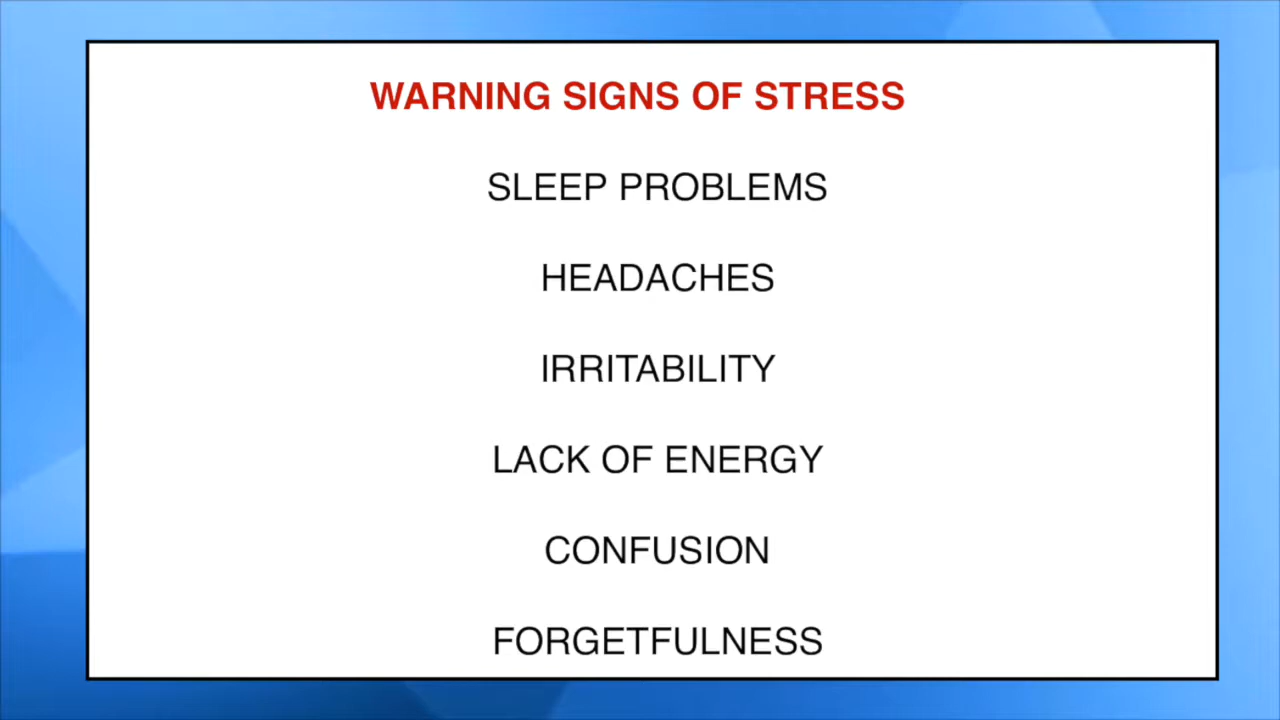 WARNING SIGNS OF STRESS
SLEEP PROBLEMS
HEADACHES
IRRITABILITY
LACK OF ENERGY
CONFUSION
FORGETFULNESS